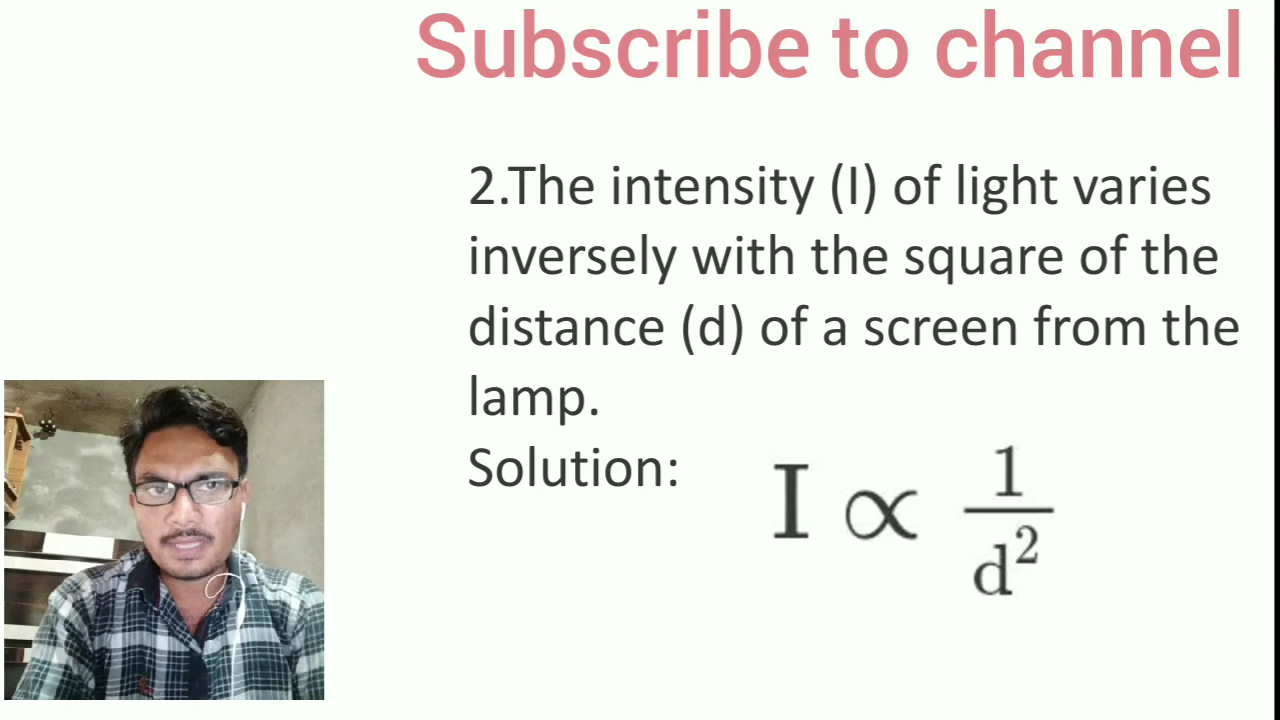 Subscribe to channel
2.The intensity (I) of light varies
inversely with the square of the
distance (d) of a screen from the
lamp.
Solution: I ∝ 1/d²